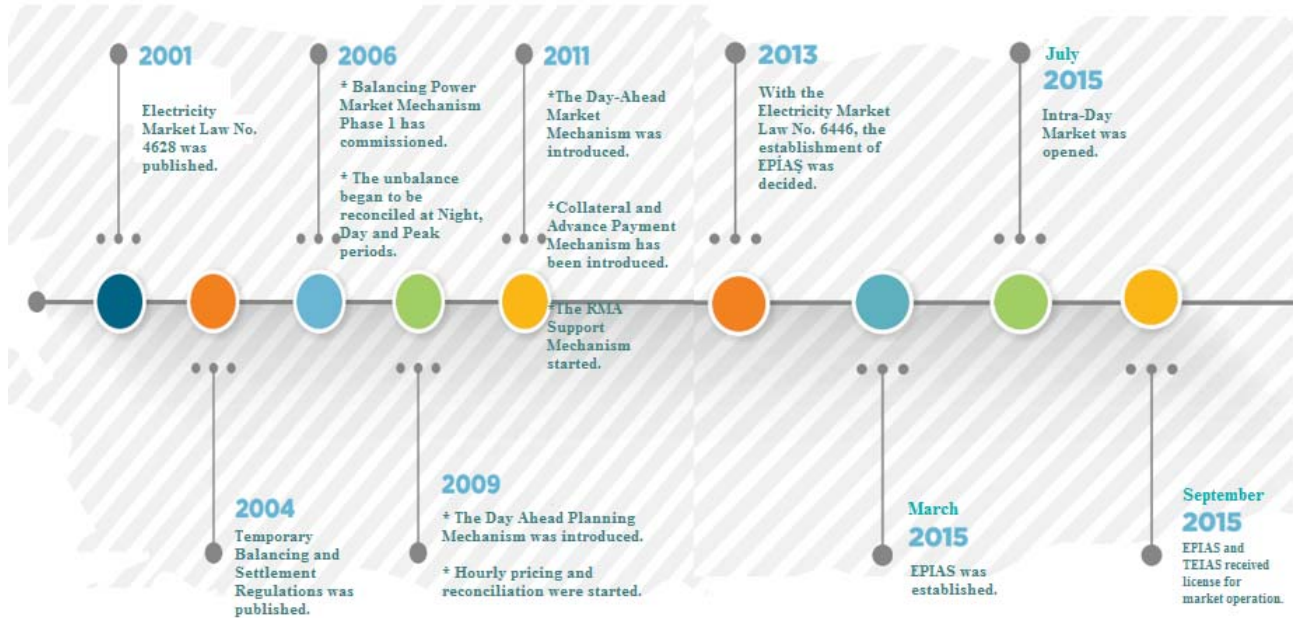 2001
Electricity
Market Law No.
4628 was
published.
2004
Temporary
Balancing and
Settlement
Regulations was
published.
2006
* Balancing Power
Market Mechanism
Phase 1 has
commissioned.
* The unbalance
began to be
reconciled at Night,
Day and Peak
periods.
2009
* The Day Ahead Planning
Mechanism was introduced.
* Hourly pricing and
reconciliation were started.
2011
*The Day-Ahead
Market
Mechanism was
introduced.
*Collateral and
Advance Payment
Mechanism has
been introduced.
*The RMA
Support
Mechanism
started.
2013
With the
Electricity Market
Law No. 6446, the
establishment of
EPİAŞ was
decided.
March
2015
EPIAS was
established.
July
2015
Intra-Day
Market was
opened.
September
2015
EPIAS and
TEIAS received
license for
market operation.